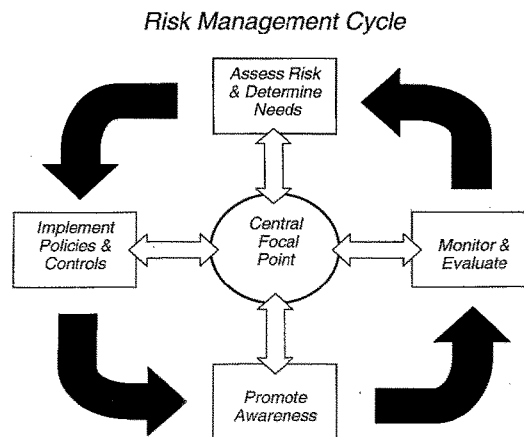 Risk Management Cycle
Assess Risk
& Determine
Needs
Implement
Policies &
Controls
Central
Focal
Point
Monitor &
Evaluate
Promote
Awareness